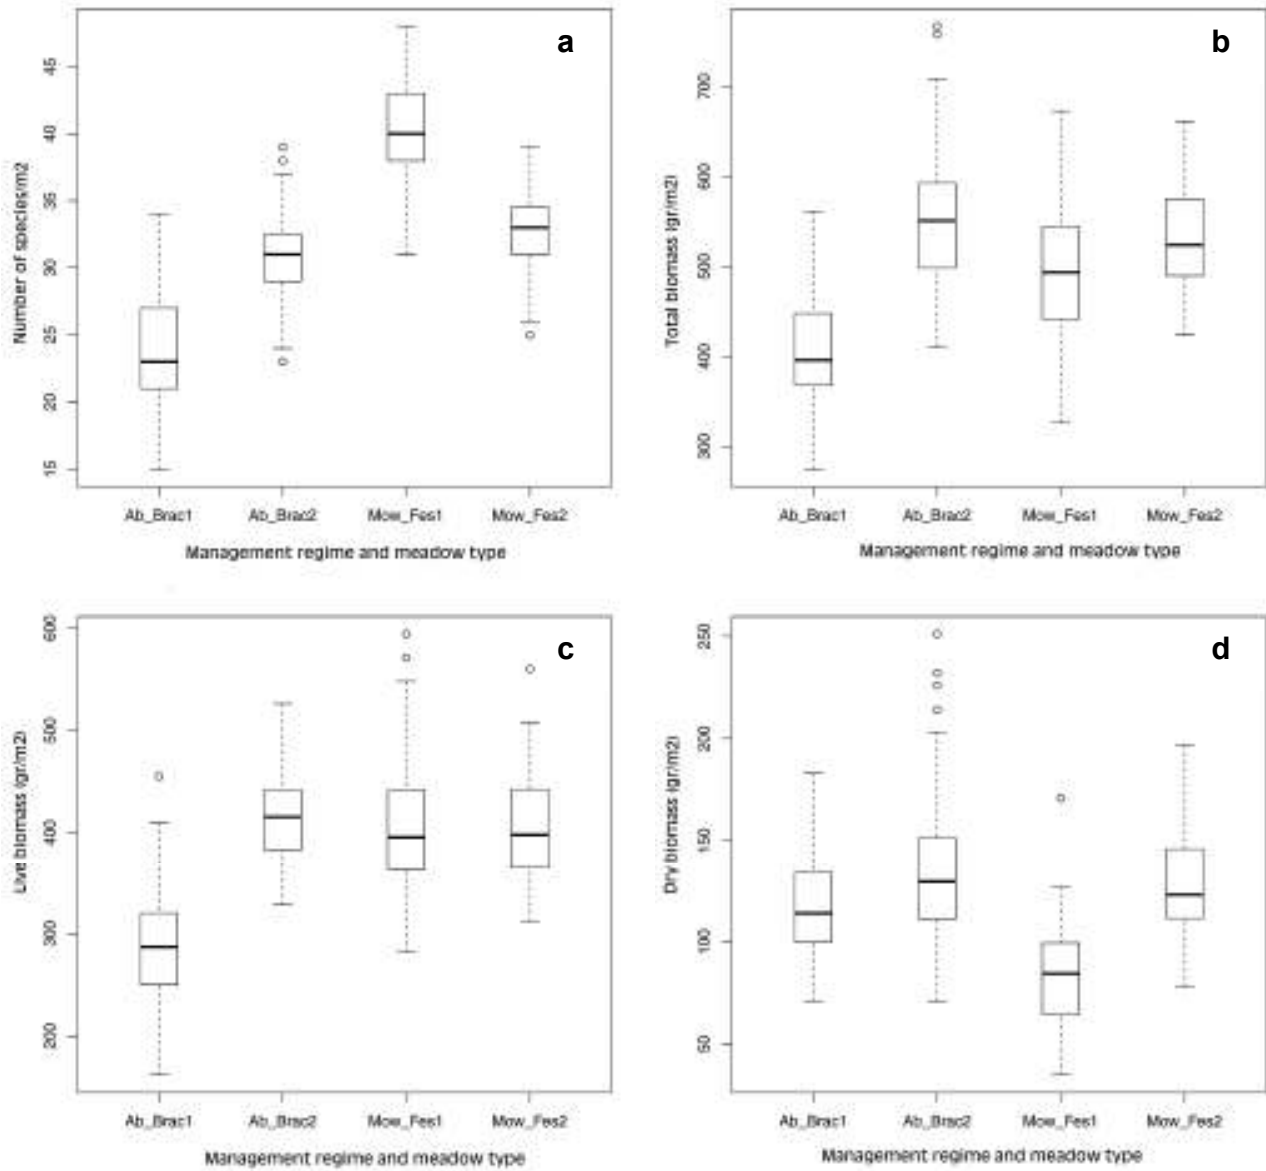 a
Number of species/m2
45
40
35
30
25
20
15
Ab_Brac1 Ab_Brac2 Mow_Fes1 Mow_Fes2
Management regime and meadow type
b
Total biomass (gr/m2)
700
600
500
400
300
Ab_Brac1 Ab_Brac2 Mow_Fes1 Mow_Fes2
Management regime and meadow type
c
Live biomass (gr/m2)
600
500
400
300
200
Ab_Brac1 Ab_Brac2 Mow_Fes1 Mow_Fes2
Management regime and meadow type
d
Dry biomass (gr/m2)
250
200
150
100
50
Ab_Brac1 Ab_Brac2 Mow_Fes1 Mow_Fes2
Management regime and meadow type